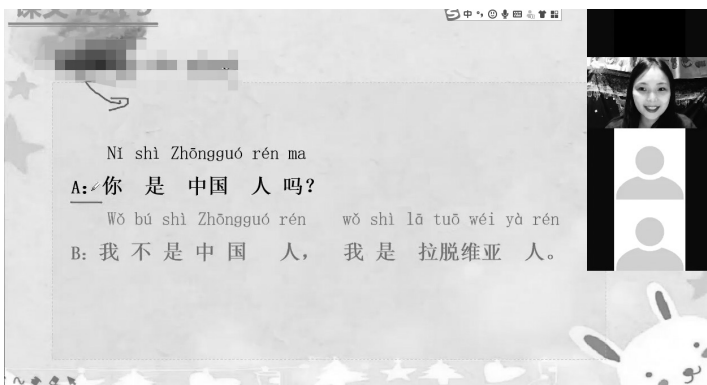 中
Nǐ shì Zhōngguó rén ma
A: 你 是 中国 人 吗？
Wǒ bú shì Zhōngguó rén wǒ shì lā tuō wéi yà rén
B: 我 不 是 中 国 人， 我 是 拉脱维亚 人。